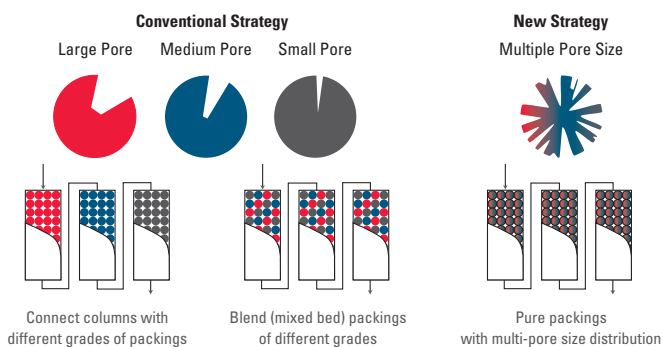 Conventional Strategy
Large Pore
Medium Pore
Small Pore
New Strategy
Multiple Pore Size
Connect columns with
different grades of packings
Blend (mixed bed) packings
of different grades
Pure packings
with multi-pore size distribution